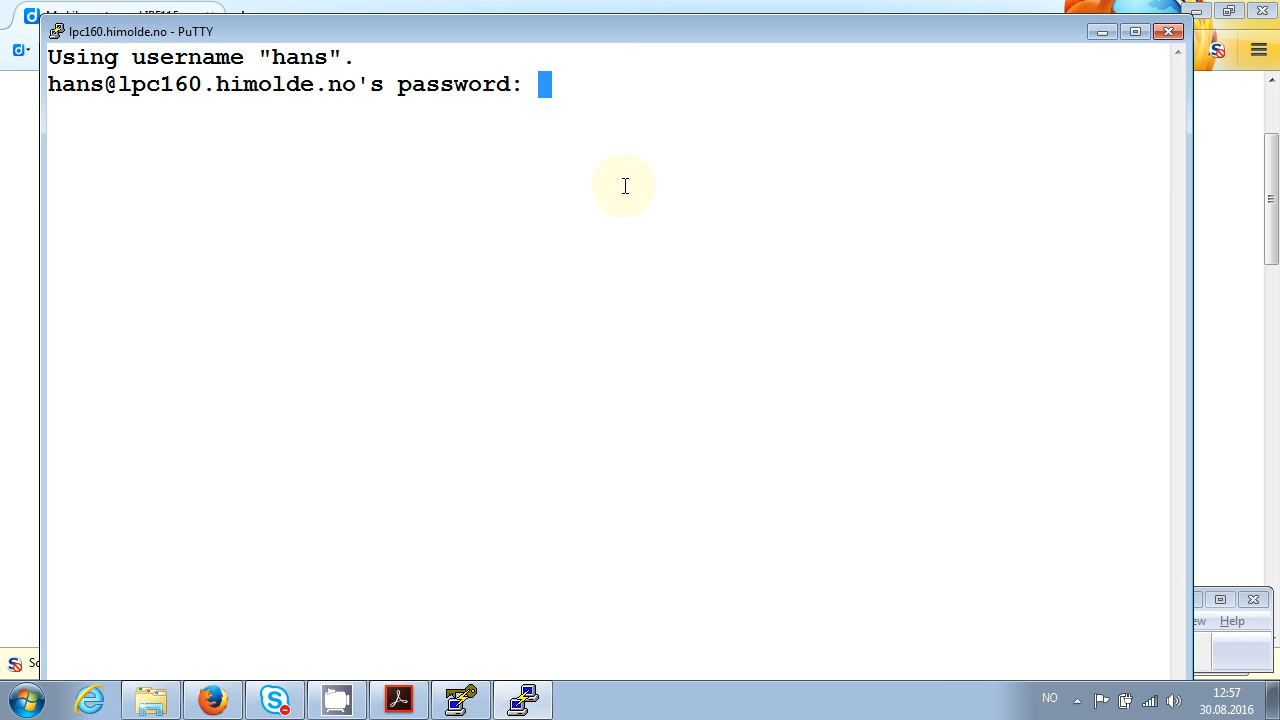 lpc160.himolde.no - PuTTY
Using username "hans".
hans@lpc160.himolde.no's password:
Help
NO
12:57
30.08.2016